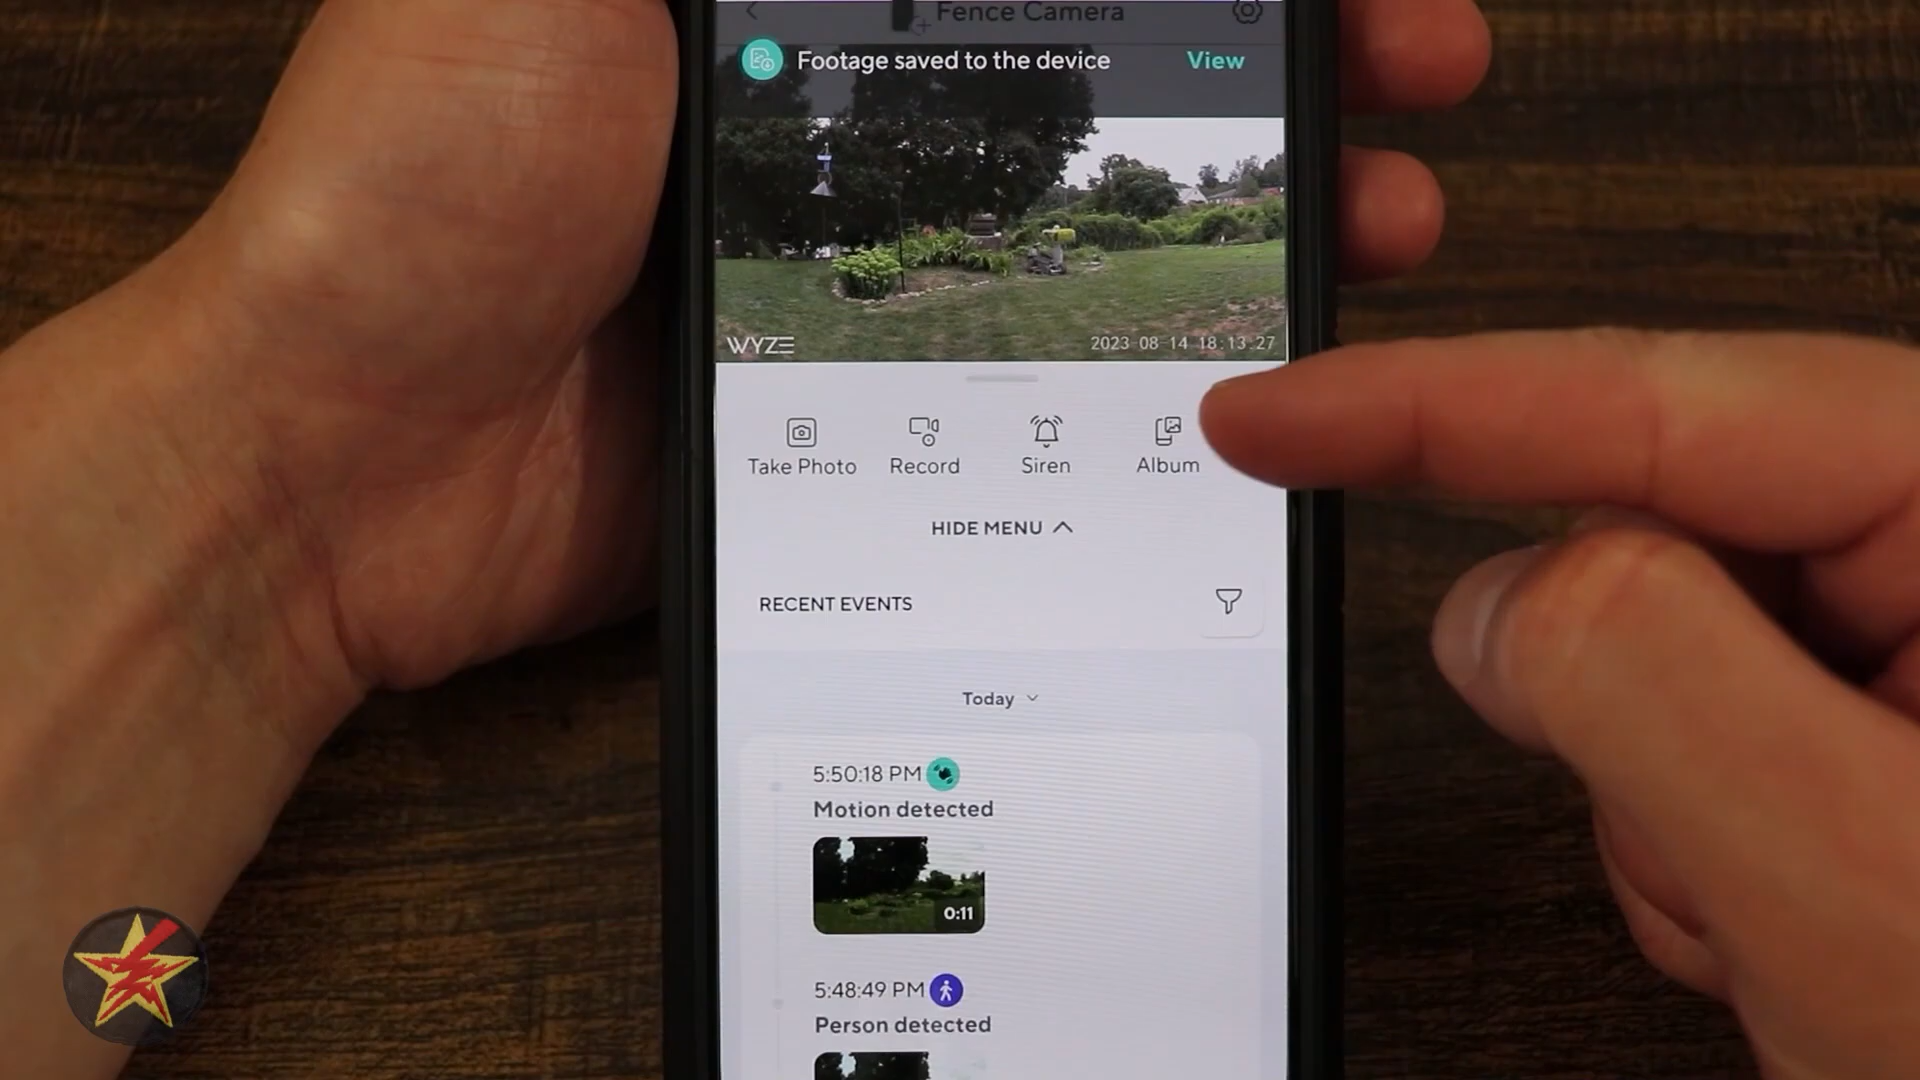 Fence Camera
Footage saved to the device View
WYZE 2023-08-14 18:13:27
Take Photo Record Siren Album
HIDE MENU
RECENT EVENTS
Today
5:50:18 PM
Motion detected
0:11
5:48:49 PM
Person detected